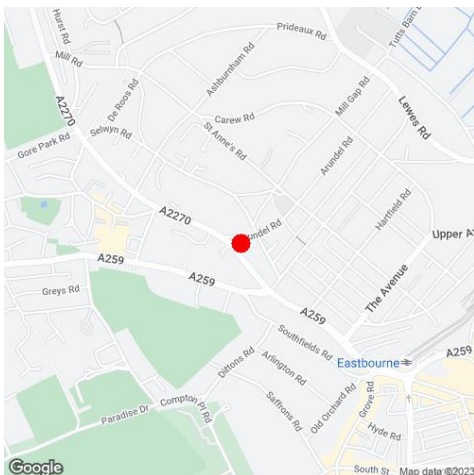 Hurst Rd
Prideaux Rd
Tutts Barn
Mill Rd
Ashburnham Rd
De Roos Rd
A2270
Mill Gap Rd
Lewes Rd
Carew Rd
Selwyn Rd
Gore Park Rd
St Anne's Rd
Arundel Rd
Hartfield Rd
A2270
undel Rd
Upper
A259
A259
The Avenue
Greys Rd
A259
Southfields Rd
A259
Eastbourne
Dittons Rd
Arlington Rd
Compton Pl Rd
Saffrons Rd
Old Orchard Rd
Grove Rd
Paradise Dr
Hyde Rd
South St
Google
Map data ©2023